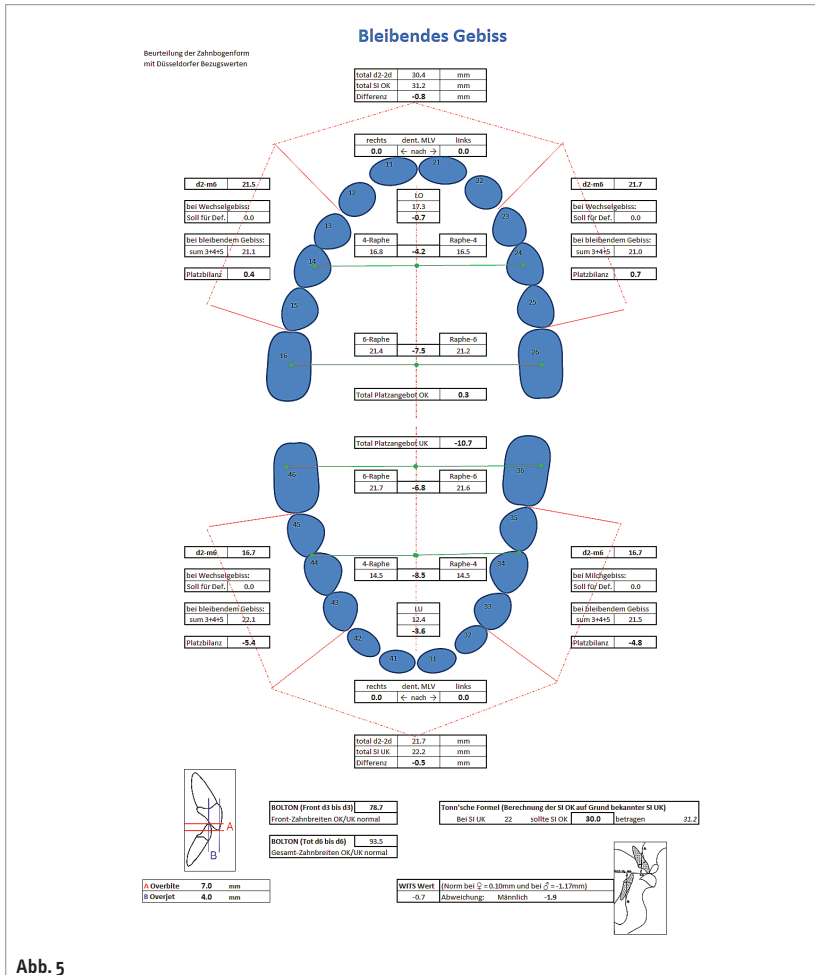 Bleibendes Gebiss
Beurteilung der Zahnbogenform
mit Düsseldorfer Bezugswerten
total d2-2d 30.4 mm
total SI OK 31.2 mm
Differenz -0.8 mm
rechts dent. MLV links
0.0 ← nach → 0.0
11 21
12 22
13 23
14 24
15 25
16 26
d2-m6 21.5
bei Wechselgebiss:
Soll für Def. 0.0
bei bleibendem Gebiss:
sum 3+4+5 21.1
Platzbilanz 0.4
LO
17.3
-0.7
4-Raphe Raphe-4
16.8 -4.2 16.5
d2-m6 21.7
bei Wechselgebiss:
Soll für Def. 0.0
bei bleibendem Gebiss:
sum 3+4+5 21.0
Platzbilanz 0.7
6-Raphe Raphe-6
21.4 -7.5 21.2
Total Platzangebot OK 0.3
Total Platzangebot UK -10.7
46 36
6-Raphe Raphe-6
21.7 -6.8 21.6
45 35
44 34
43 33
42 32
41 31
d2-m6 16.7
bei Wechselgebiss:
Soll für Def. 0.0
bei bleibendem Gebiss:
sum 3+4+5 22.1
Platzbilanz -5.4
4-Raphe Raphe-4
14.5 -8.5 14.5
LU
12.4
-3.6
d2-m6 16.7
bei Milchgebiss:
Soll für Def. 0.0
bei bleibendem Gebiss
sum 3+4+5 21.5
Platzbilanz -4.8
rechts dent. MLV links
0.0 ← nach → 0.0
total d2-2d 21.7 mm
total SI UK 22.2 mm
Differenz -0.5 mm
A
B
BOLTON (Front d3 bis d3) 78.7
Front-Zahnbreiten OK/UK normal
BOLTON (Tot d6 bis d6) 93.5
Gesamt-Zahnbreiten OK/UK normal
Tonn'sche Formel (Berechnung der SI OK auf Grund bekannter SI UK)
Bei SI UK 22 sollte SI OK 30.0 betragen 31.2
A Overbite 7.0 mm
B Overjet 4.0 mm
WITS Wert (Norm bei ♀ = 0.10mm und bei ♂ = -1.17mm)
-0.7 Abweichung: Männlich -1.9
Abb. 5